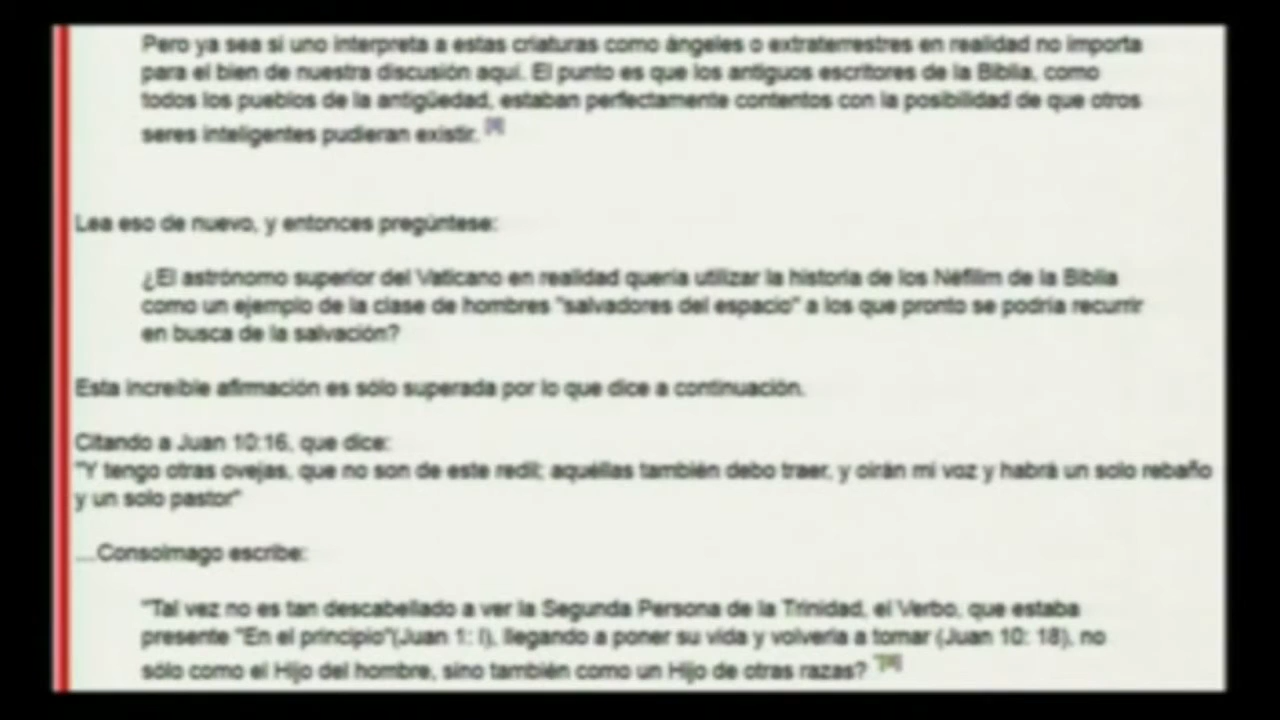 Pero ya sea si uno interpreta a estas criaturas como ángeles o extraterrestres en realidad no importa
para el bien de nuestra discusión aquí. El punto es que los antiguos escritores de la Biblia, como
todos los pueblos de la antigüedad, estaban perfectamente contentos con la posibilidad de que otros
seres inteligentes pudieran existir.
Lea eso de nuevo, y entonces pregúntese:
¿El astrónomo superior del Vaticano en realidad quería utilizar la historia de los Néfilim de la Biblia
como un ejemplo de la clase de hombres "salvadores del espacio" a los que pronto se podría recurrir
en busca de la salvación?
Esta increíble afirmación es sólo superada por lo que dice a continuación.
Citando a Juan 10:16, que dice:
"Y tengo otras ovejas, que no son de este redil; aquéllas también debo traer, y oirán mi voz y habrá un solo rebaño
y un solo pastor"
...Consolmago escribe:
"Tal vez no es tan descabellado a ver la Segunda Persona de la Trinidad, el Verbo, que estaba
presente "En el principio"(Juan 1: I), llegando a poner su vida y volverla a tomar (Juan 10: 18), no
sólo como el Hijo del hombre, sino también como un Hijo de otras razas?